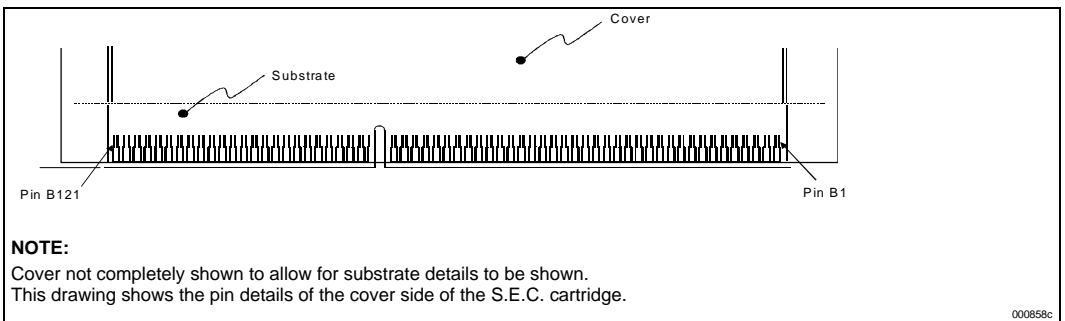 Cover
Substrate
Pin B121
Pin B1
NOTE:
Cover not completely shown to allow for substrate details to be shown.
This drawing shows the pin details of the cover side of the S.E.C. cartridge.
000858c